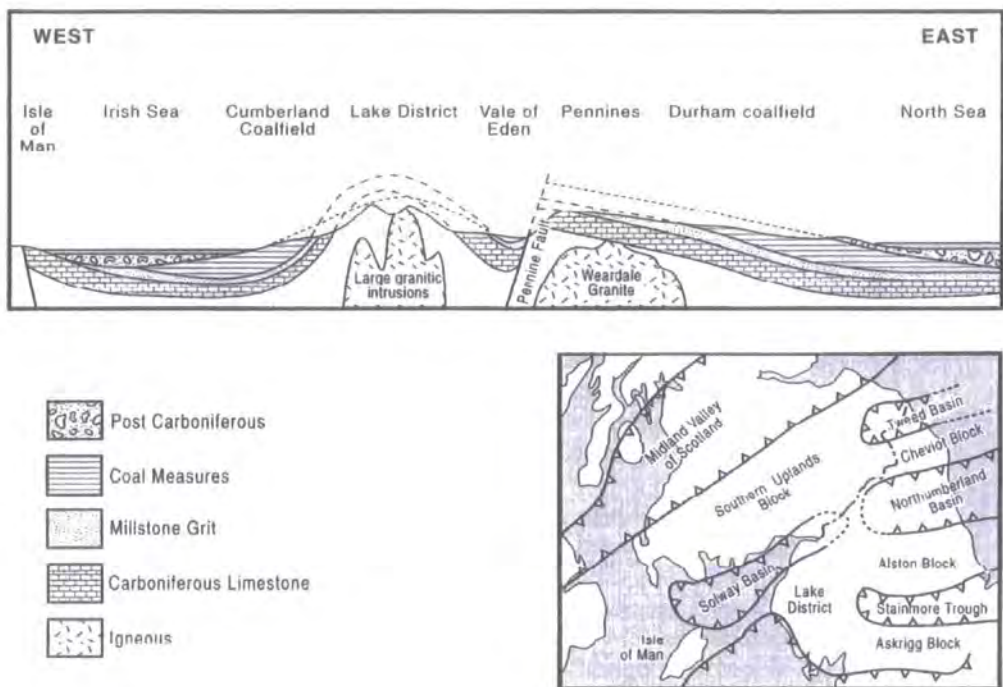 WEST
EAST
Isle
of
Man
Irish Sea
Cumberland
Coalfield
Lake District
Vale of
Eden
Pennines
Durham coalfield
North Sea
Large granitic
intrusions
Pennine Fault
Weardale
Granite
Post Carboniferous
Coal Measures
Millstone Grit
Carboniferous Limestone
Igneous
Midland Valley
of Scotland
Southern Uplands
Block
Tweed Basin
Cheviot Block
Northumberland
Basin
Alston Block
Solway Basin
Lake
District
Stainmore Trough
Isle
of Man
Askrigg Block